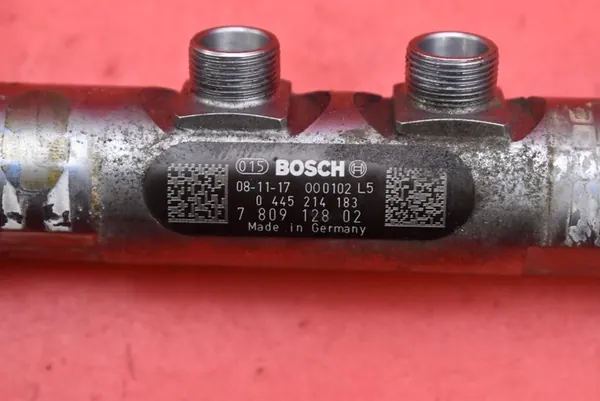 015 BOSCH
08-11-17 000102 L5
0 445 214 183
7 809 128 02
Made in Germany